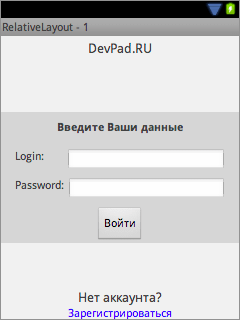 RelativeLayout - 1
DevPad.RU
Введите Ваши данные
Login:
Password:
Войти
Нет аккаунта?
Зарегистрироваться